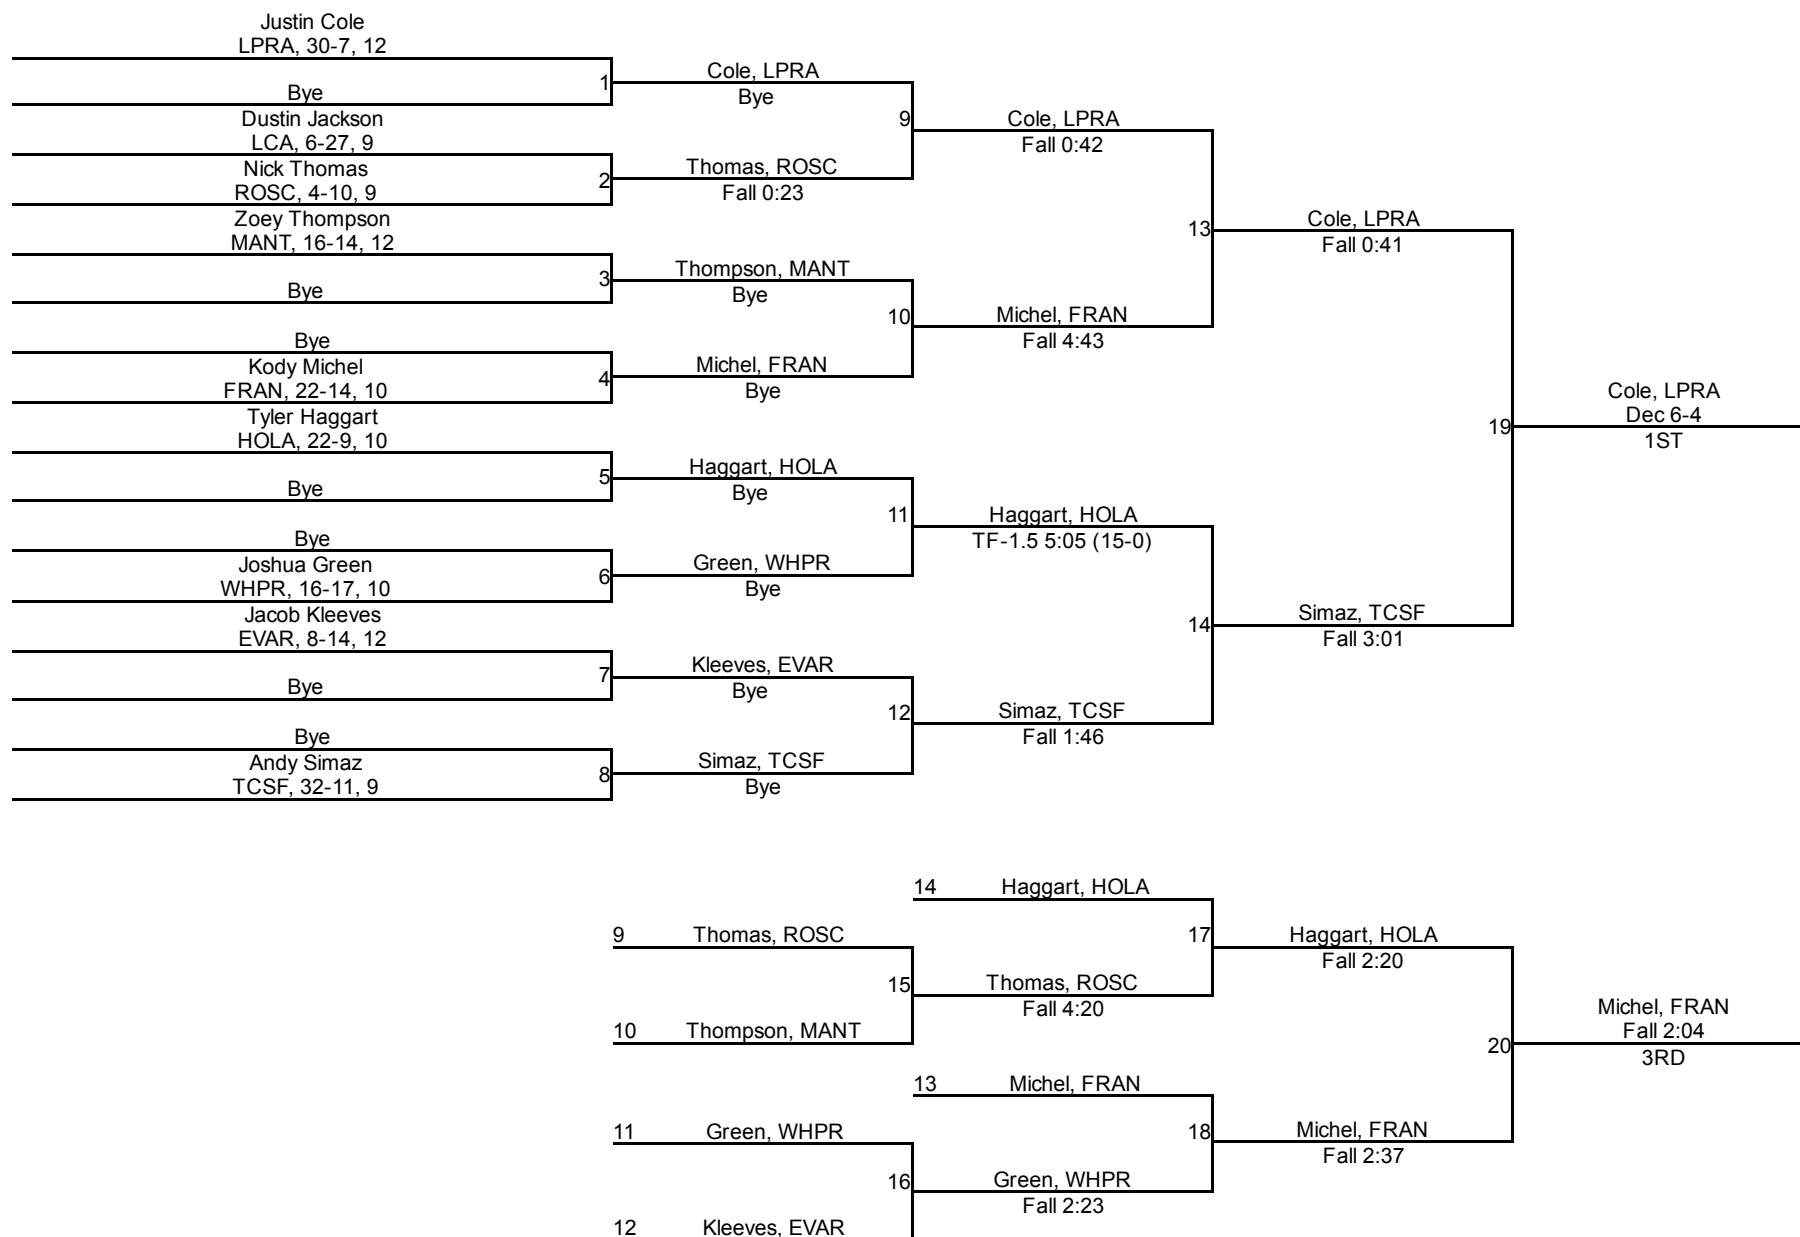 Justin Cole
LPRA, 30-7, 12
Bye
1
Dustin Jackson
LCA, 6-27, 9
Nick Thomas
ROSC, 4-10, 9
2
Zoey Thompson
MANT, 16-14, 12
Bye
3
Bye
Kody Michel
FRAN, 22-14, 10
4
Tyler Haggart
HOLA, 22-9, 10
Bye
5
Bye
Joshua Green
WHPR, 16-17, 10
6
Jacob Kleeves
EVAR, 8-14, 12
Bye
7
Bye
Andy Simaz
TCSF, 32-11, 9
8
Cole, LPRA
Bye
9
Thomas, ROSC
Fall 0:23
Thompson, MANT
Bye
10
Michel, FRAN
Bye
Haggart, HOLA
Bye
11
Green, WHPR
Bye
Kleeves, EVAR
Bye
12
Simaz, TCSF
Bye
Cole, LPRA
Fall 0:42
13
Michel, FRAN
Fall 4:43
Haggart, HOLA
TF-1.5 5:05 (15-0)
14
Simaz, TCSF
Fall 1:46
Cole, LPRA
Fall 0:41
19
Simaz, TCSF
Fall 3:01
Cole, LPRA
Dec 6-4
1ST
9 Thomas, ROSC
15
10 Thompson, MANT
11 Green, WHPR
16
12 Kleeves, EVAR
14 Haggart, HOLA
17
Thomas, ROSC
Fall 4:20
13 Michel, FRAN
18
Green, WHPR
Fall 2:23
Haggart, HOLA
Fall 2:20
20
Michel, FRAN
Fall 2:37
Michel, FRAN
Fall 2:04
3RD